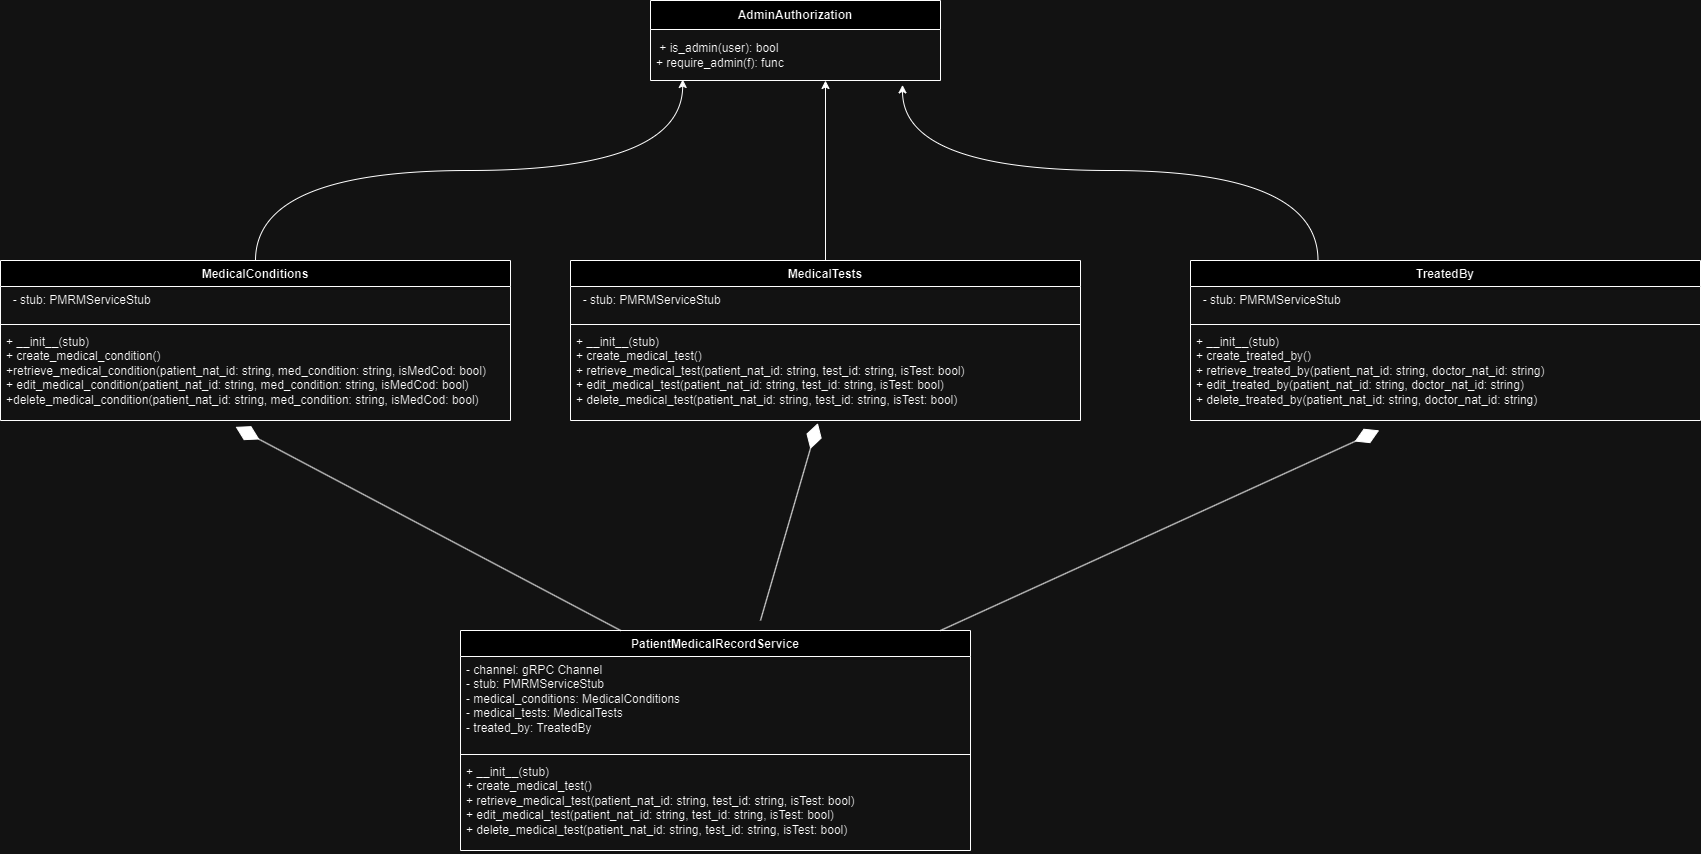 AdminAuthorization
+ is_admin(user): bool
+ require_admin(f): func
MedicalConditions
- stub: PMRMServiceStub
+ __init__(stub)
+ create_medical_condition()
+retrieve_medical_condition(patient_nat_id: string, med_condition: string, isMedCod: bool)
+ edit_medical_condition(patient_nat_id: string, med_condition: string, isMedCod: bool)
+delete_medical_condition(patient_nat_id: string, med_condition: string, isMedCod: bool)
MedicalTests
- stub: PMRMServiceStub
+ __init__(stub)
+ create_medical_test()
+ retrieve_medical_test(patient_nat_id: string, test_id: string, isTest: bool)
+ edit_medical_test(patient_nat_id: string, test_id: string, isTest: bool)
+ delete_medical_test(patient_nat_id: string, test_id: string, isTest: bool)
TreatedBy
- stub: PMRMServiceStub
+ __init__(stub)
+ create_treated_by()
+ retrieve_treated_by(patient_nat_id: string, doctor_nat_id: string)
+ edit_treated_by(patient_nat_id: string, doctor_nat_id: string)
+ delete_treated_by(patient_nat_id: string, doctor_nat_id: string)
PatientMedicalRecordService
- channel: gRPC Channel
- stub: PMRMServiceStub
- medical_conditions: MedicalConditions
- medical_tests: MedicalTests
- treated_by: TreatedBy
+ __init__(stub)
+ create_medical_test()
+ retrieve_medical_test(patient_nat_id: string, test_id: string, isTest: bool)
+ edit_medical_test(patient_nat_id: string, test_id: string, isTest: bool)
+ delete_medical_test(patient_nat_id: string, test_id: string, isTest: bool)